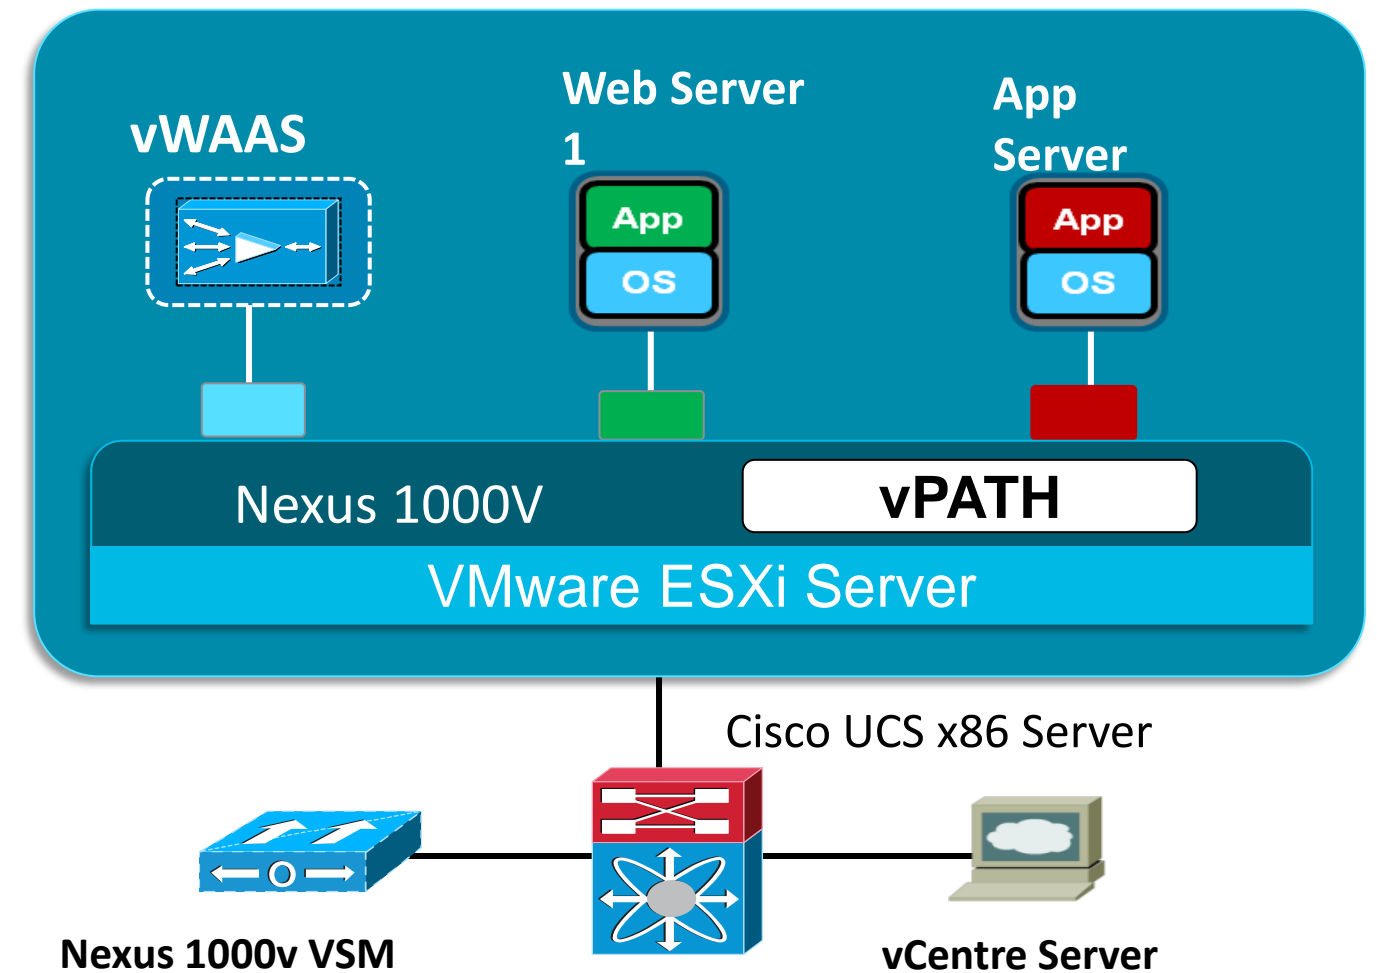 vWAAS
Web Server
1
App
Server
App
OS
App
OS
Nexus 1000V
vPATH
VMware ESXi Server
Cisco UCS x86 Server
O
Nexus 1000v VSM
vCentre Server